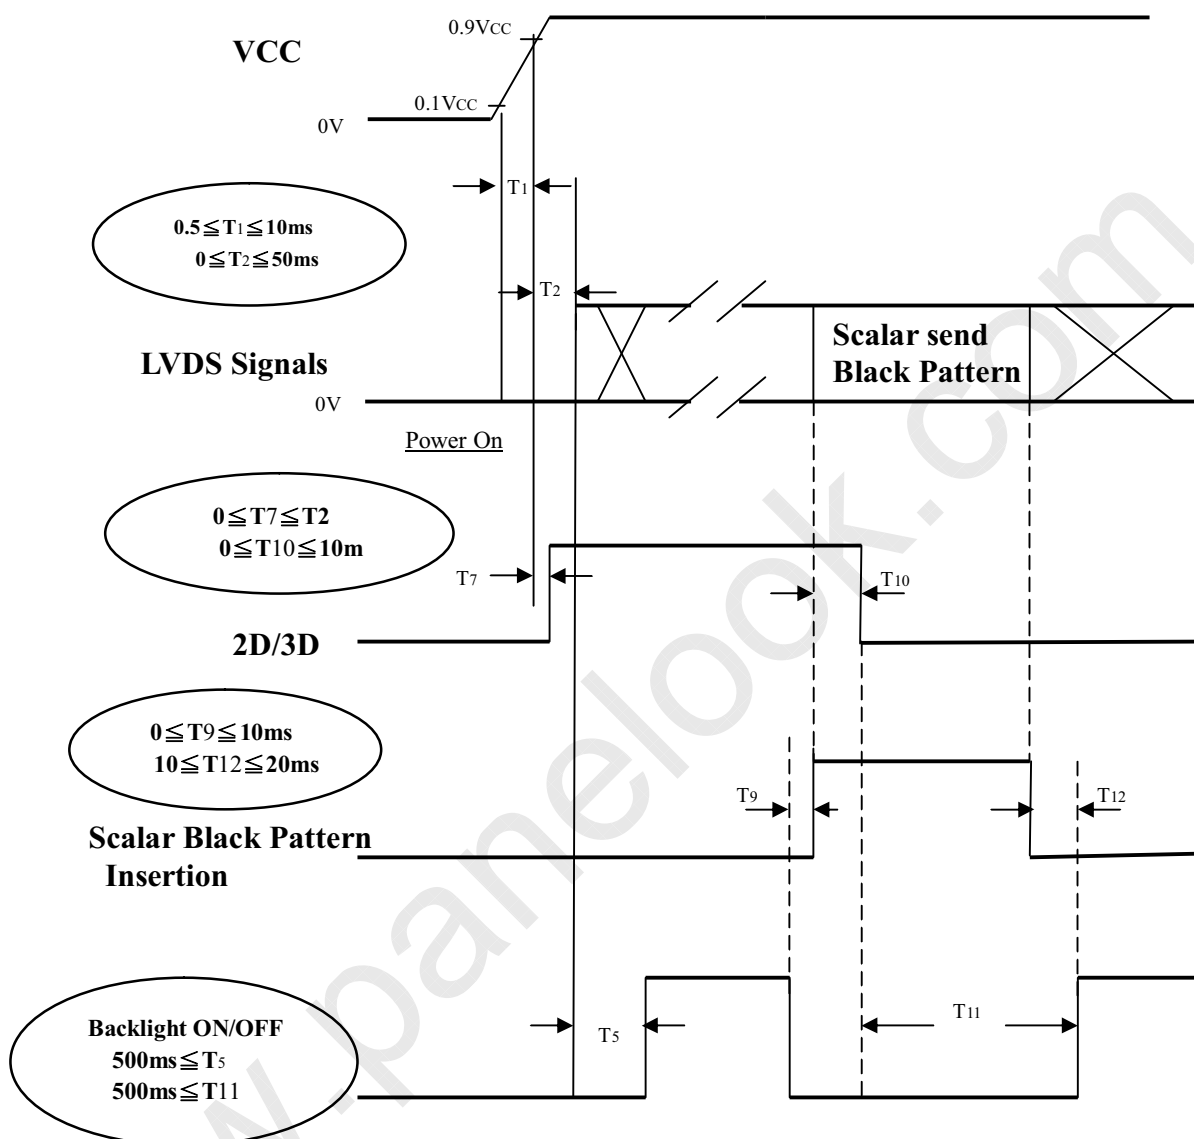 0.9VCC
VCC
0.1VCC
0V
T1
0.5≦T1≦10ms
0≦T2≦50ms
T2
Scalar send
Black Pattern
LVDS Signals
0V
Power On
0≦T7≦T2
0≦T10≦10m
T7
T10
2D/3D
0≦T9≦10ms
10≦T12≦20ms
T9
T12
Scalar Black Pattern
Insertion
Backlight ON/OFF
500ms≦T5
500ms≦T11
T5
T11
w.panelook.com